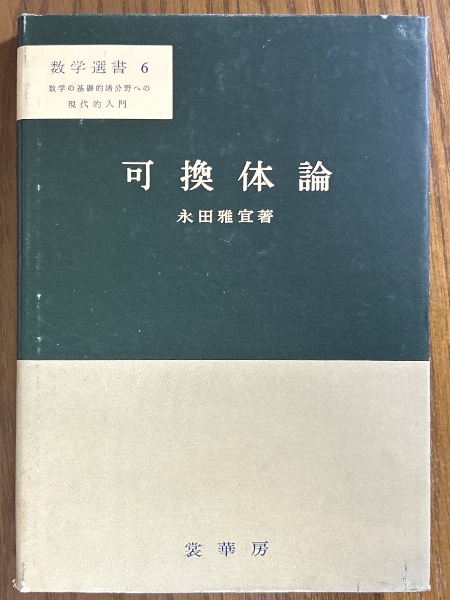 数学選書 6
数学の基礎的諸分野への
現代的入門
可換体論
永田雅宜著
裳華房